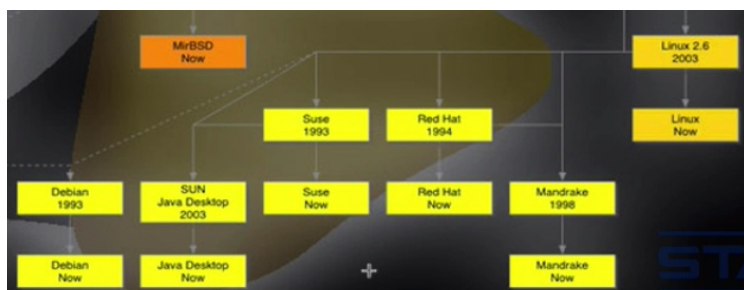 MirBSD
Now
Linux 2.6
2003
Suse
1993
Red Hat
1994
Linux
Now
Debian
1993
SUN
Java Desktop
2003
Suse
Now
Red Hat
Now
Mandrake
1998
Debian
Now
Java Desktop
Now
Mandrake
Now